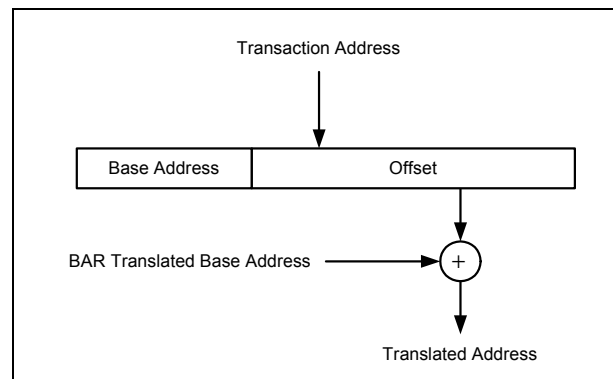 Transaction Address
Base Address
Offset
BAR Translated Base Address
+
Translated Address